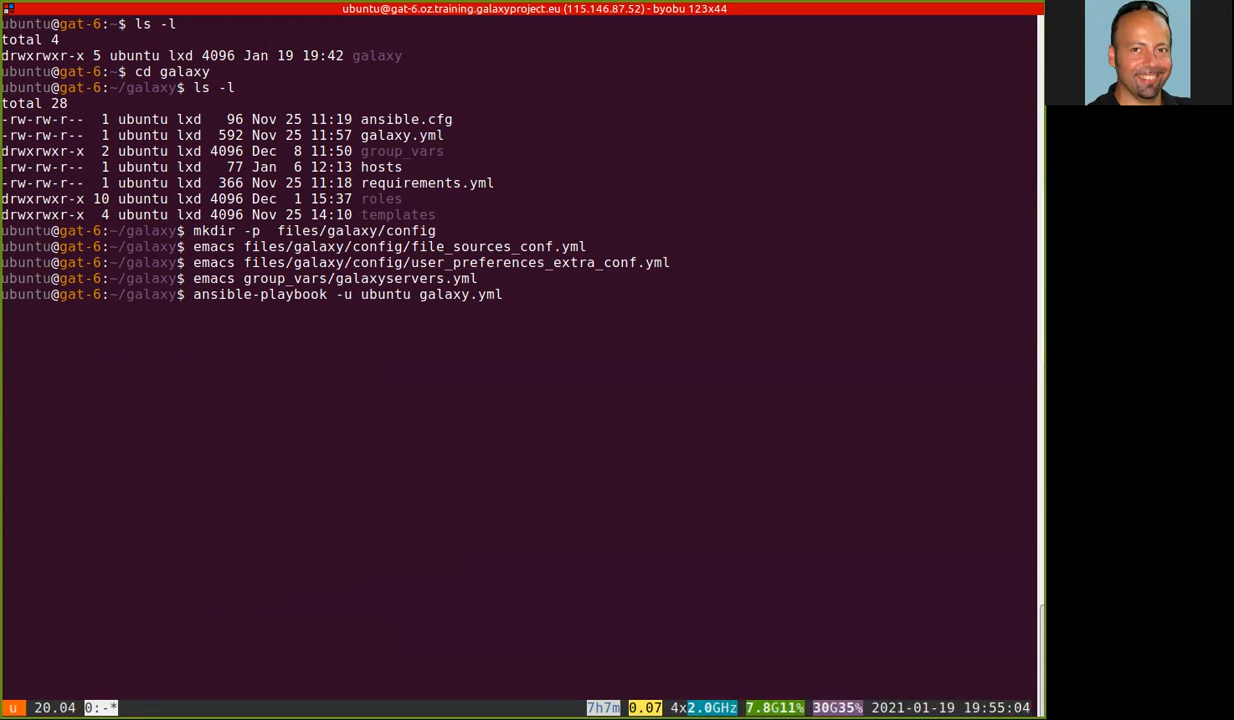 ubuntu@gat-6.oz.training.galaxyproject.eu (115.146.87.52) - byobu 123x44
ubuntu@gat-6:~$ ls -l
total 4
drwxrwxr-x 5 ubuntu lxd 4096 Jan 19 19:42 galaxy
ubuntu@gat-6:~$ cd galaxy
ubuntu@gat-6:~/galaxy$ ls -l
total 28
-rw-rw-r--  1 ubuntu lxd   96 Nov 25 11:19 ansible.cfg
-rw-rw-r--  1 ubuntu lxd  592 Nov 25 11:57 galaxy.yml
drwxrwxr-x  2 ubuntu lxd 4096 Dec  8 11:50 group_vars
-rw-rw-r--  1 ubuntu lxd   77 Jan  6 12:13 hosts
-rw-rw-r--  1 ubuntu lxd  366 Nov 25 11:18 requirements.yml
drwxrwxr-x 10 ubuntu lxd 4096 Dec  1 15:37 roles
drwxrwxr-x  4 ubuntu lxd 4096 Nov 25 14:10 templates
ubuntu@gat-6:~/galaxy$ mkdir -p  files/galaxy/config
ubuntu@gat-6:~/galaxy$ emacs files/galaxy/config/file_sources_conf.yml
ubuntu@gat-6:~/galaxy$ emacs files/galaxy/config/user_preferences_extra_conf.yml
ubuntu@gat-6:~/galaxy$ emacs group_vars/galaxyservers.yml
ubuntu@gat-6:~/galaxy$ ansible-playbook -u ubuntu galaxy.yml
u  20.04 0:-* 7h7m 0.07 4x2.0GHz 7.8G11% 30G35% 2021-01-19 19:55:04